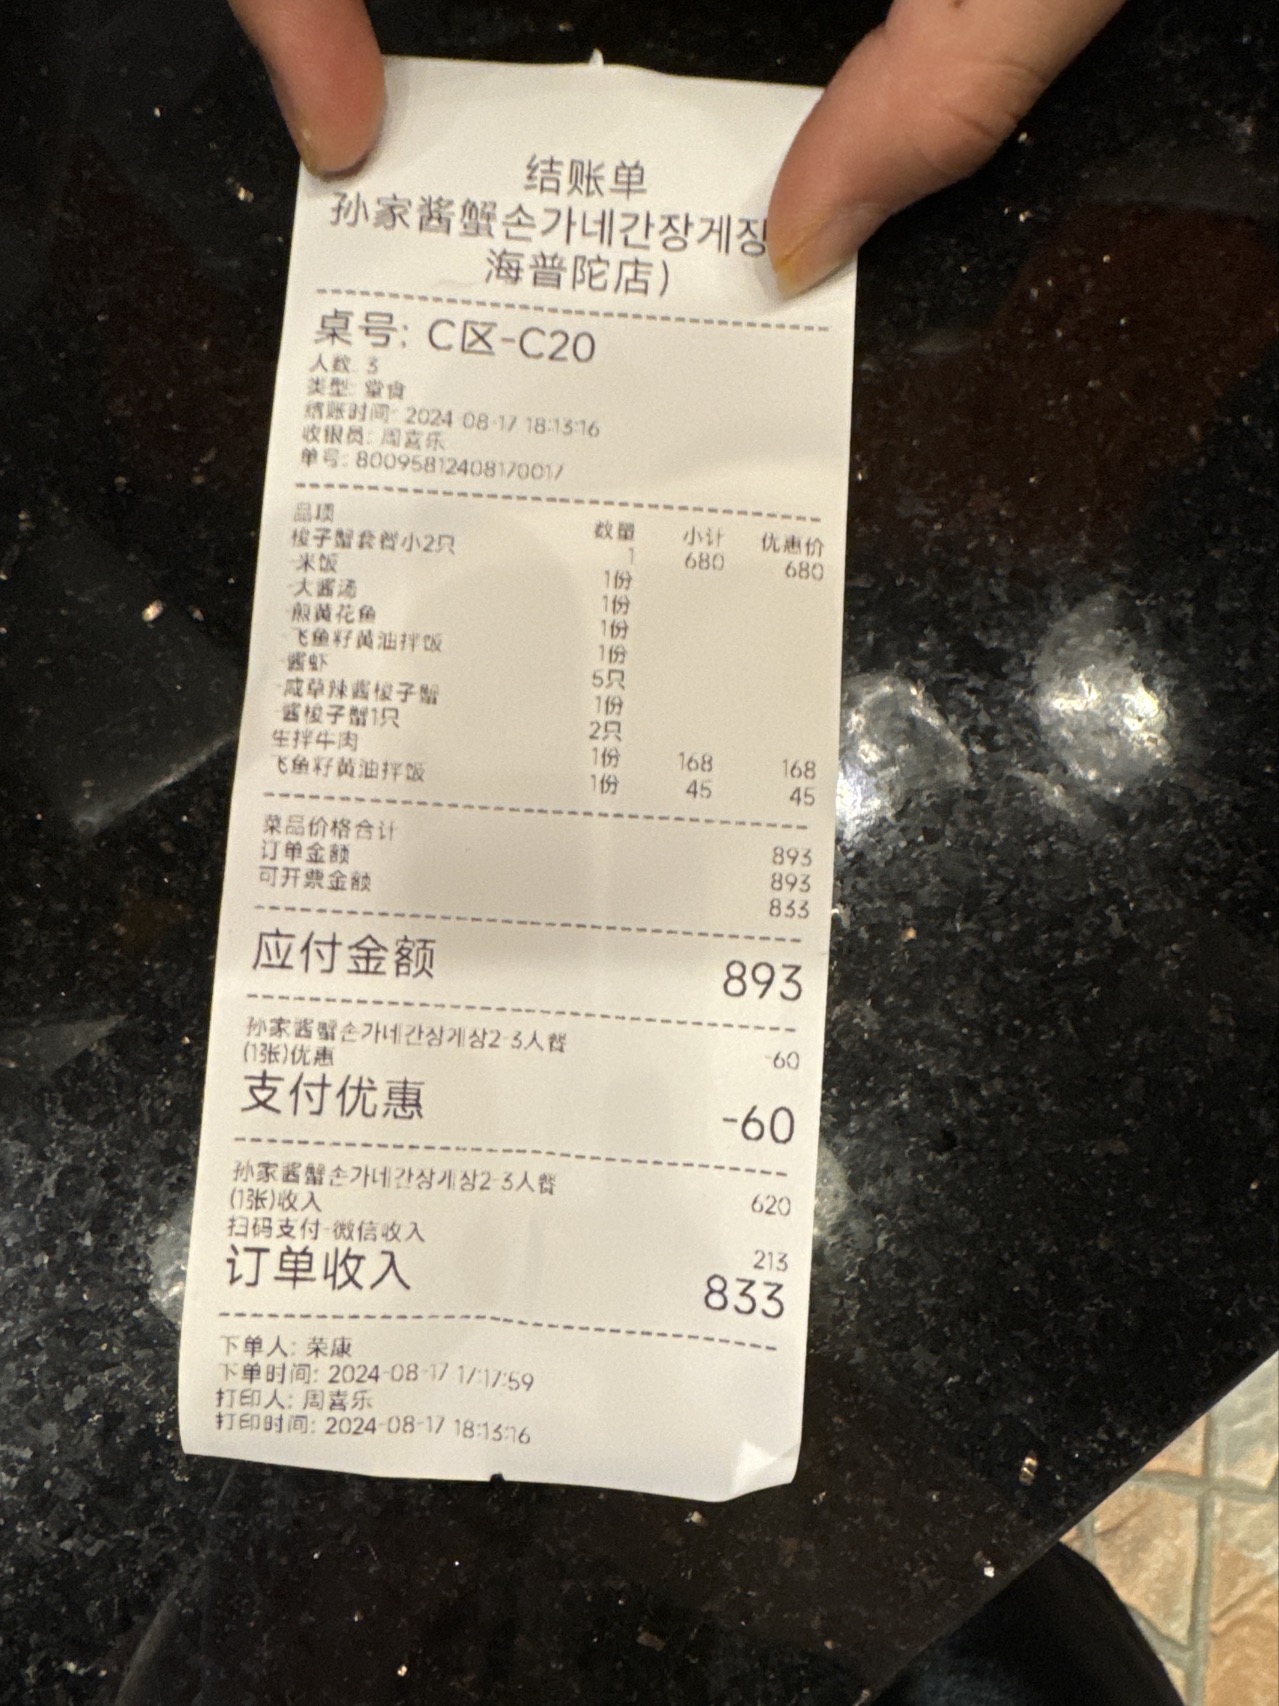 结账单
孙家酱蟹손가네간장게장
海普陀店)
桌号: C区-C20
人数: 3
类型: 堂食
结账时间: 2024-08-17 18:13:16
收银员: 周喜乐
单号: 80095812408170017
品项 数量 小计 优惠价
梭子蟹套餐小2只 1 680 680
-米饭 1份
-大酱汤 1份
-煎黄花鱼 1份
-飞鱼籽黄油拌饭 1份
-酱虾 5只
-咸草辣酱梭子蟹 1份
-酱梭子蟹1只 2只
生拌牛肉 1份 168 168
飞鱼籽黄油拌饭 1份 45 45
菜品价格合计 893
订单金额 893
可开票金额 833
应付金额 893
孙家酱蟹손가네간장게장2-3人餐
(1张)优惠 -60
支付优惠 -60
孙家酱蟹손가네간장게장2-3人餐
(1张)收入 620
扫码支付-微信收入 213
订单收入 833
下单人: 荣康
下单时间: 2024-08-17 17:17:59
打印人: 周喜乐
打印时间: 2024-08-17 18:13:16